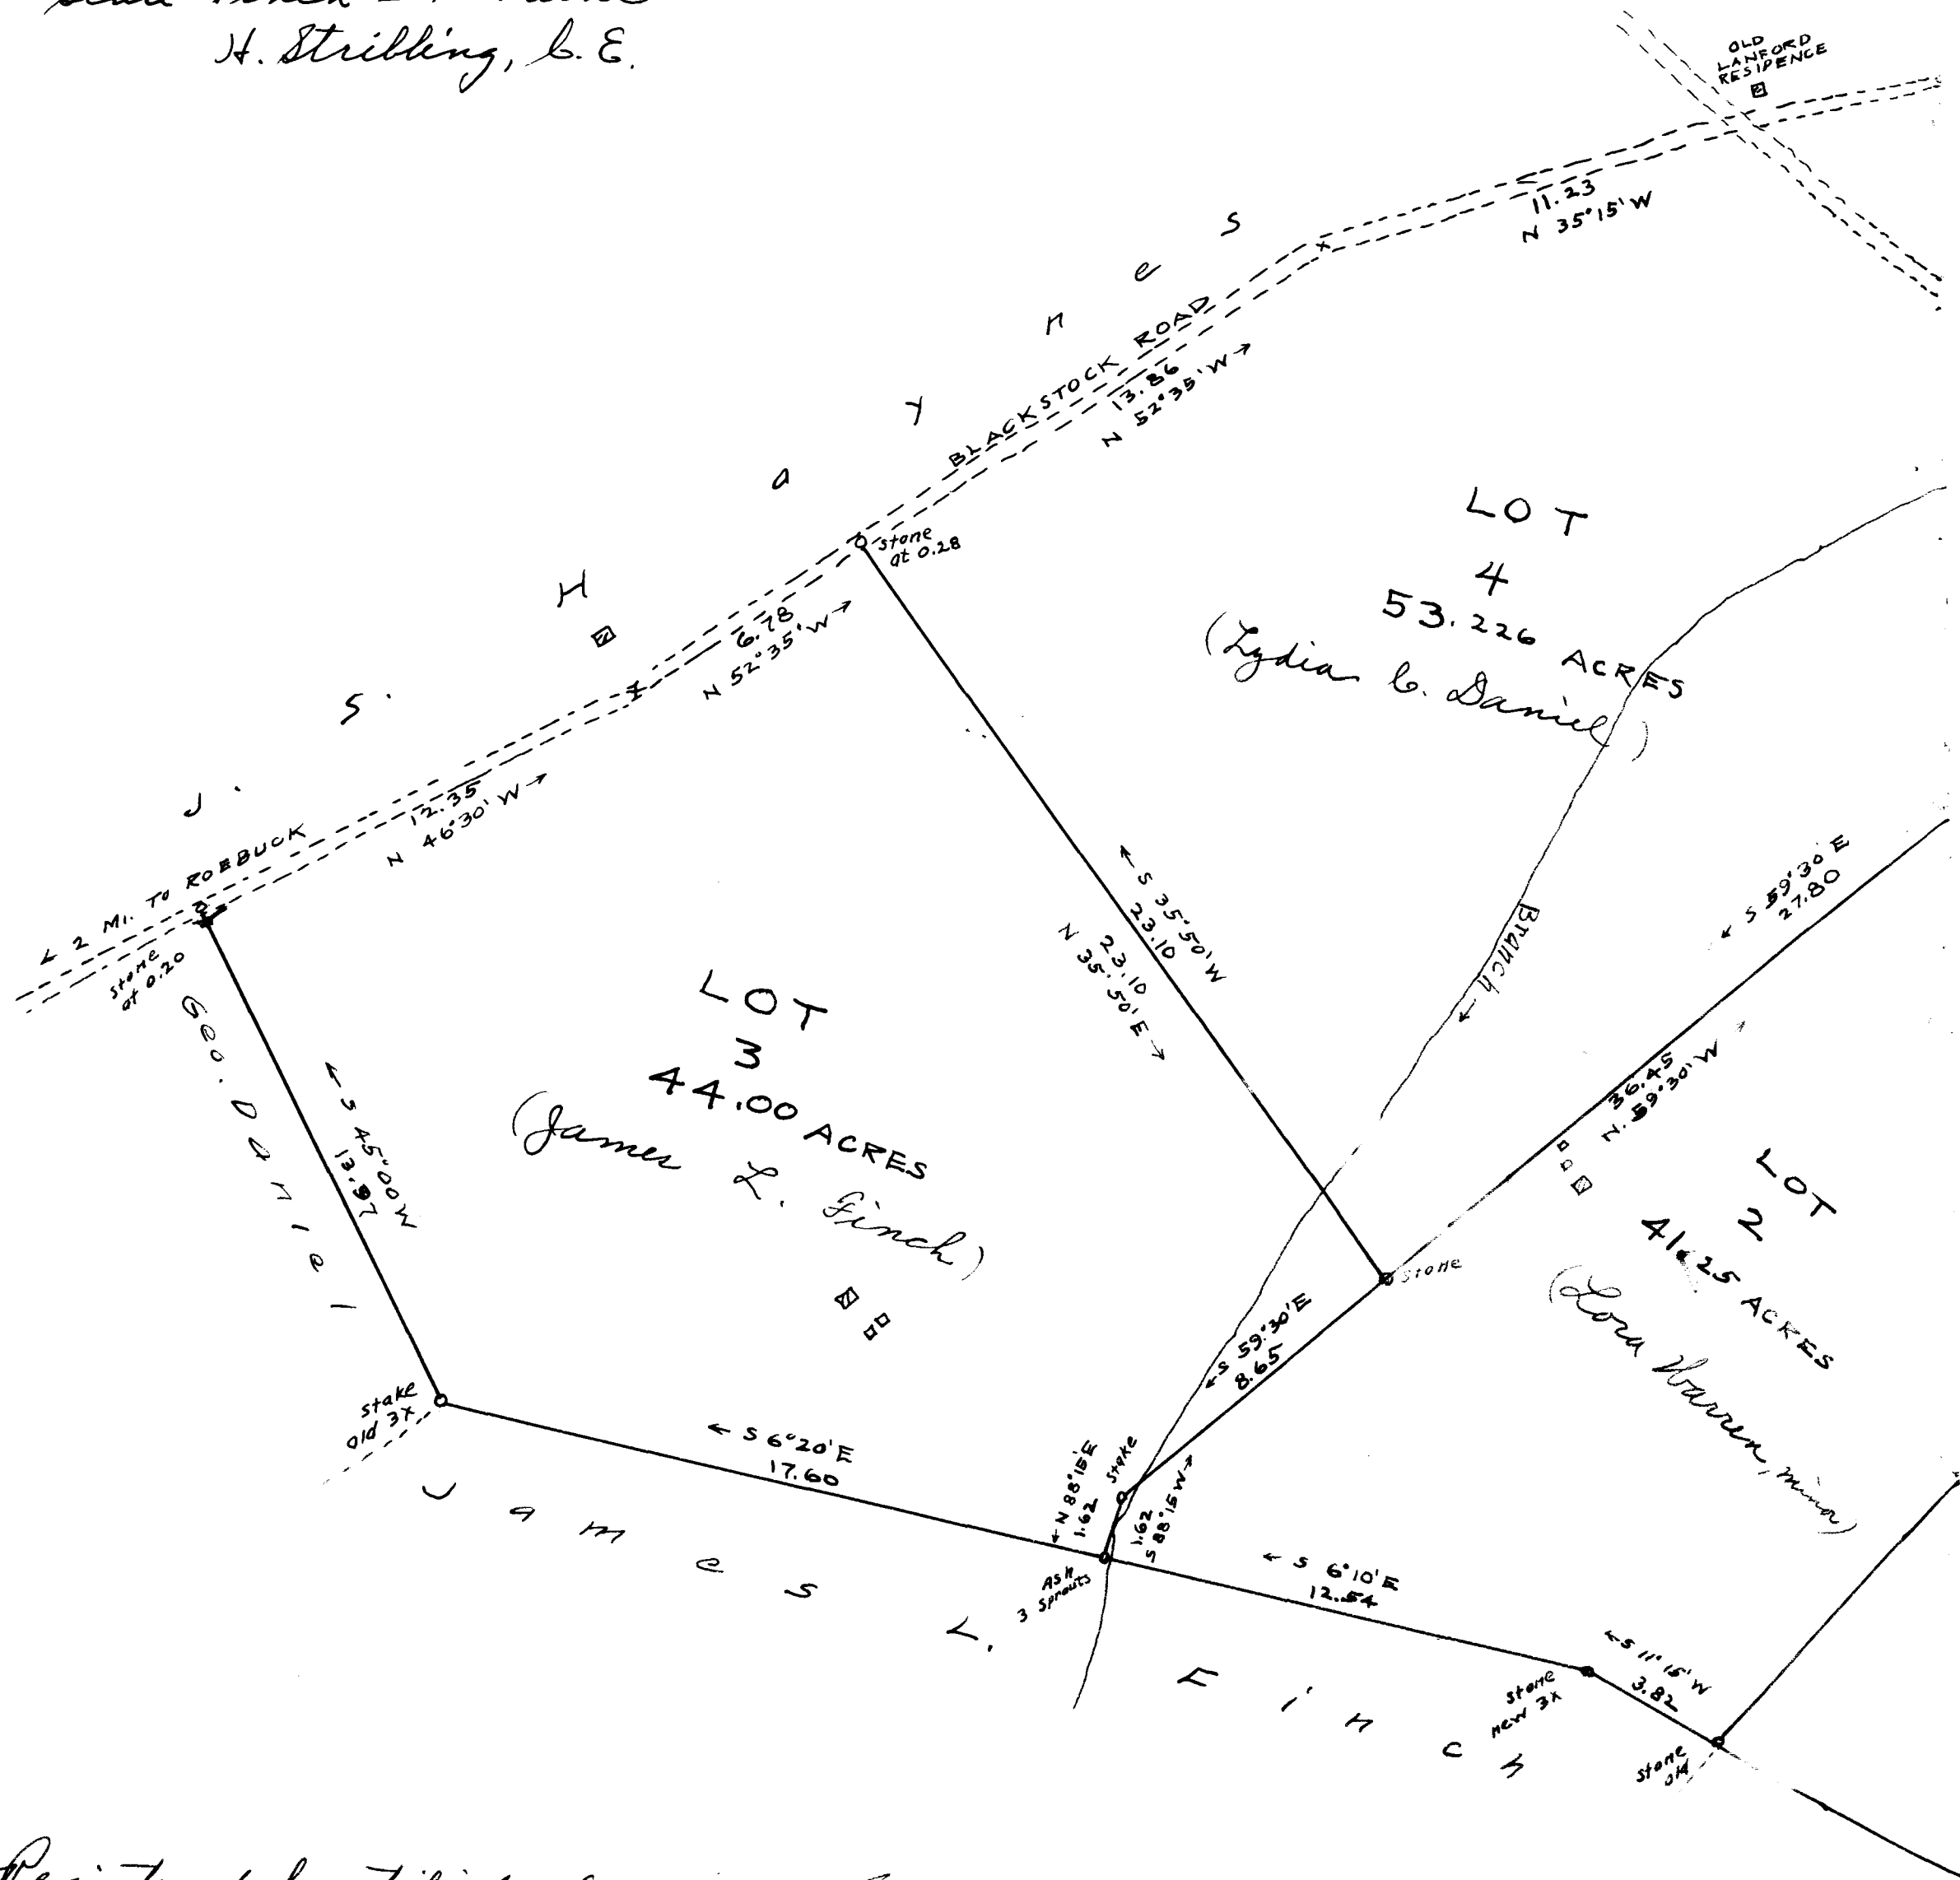 H. Stribling, C. E.
OLD
LANFORD
RESIDENCE
11.23
N 35°15'W
J. S. Haynes
BLACKSTOCK ROAD
13.86
N 52°35'W
stone
at 0.28
6.78
N 52°35'W
12.35
N 46°30'W
2 MI. TO ROEBUCK
stone
at 0.20
LOT
4
53.226 ACRES
(Lydia C. Daniel)
S 35°50'W
23.10
23.10
N 35°50'E
Branch
S 59°30'E
27.80
36.45
N. 59°30'W
Geo. Daniel
S 45°00'W
13.97
LOT
3
44.00 ACRES
(James L. Finch)
LOT
2
41.25 ACRES
(Lora Warren, minor)
stone
S 59°30'E
8.65
stake
old 3x
S 6°20'E
17.60
N 88°15'E
1.62
stake
1.62
S 88°15'W
Ash
3 sprouts
S 6°10'E
12.54
S 11°15'W
3.82
stone
new 3x
stone
old
James L. Finch